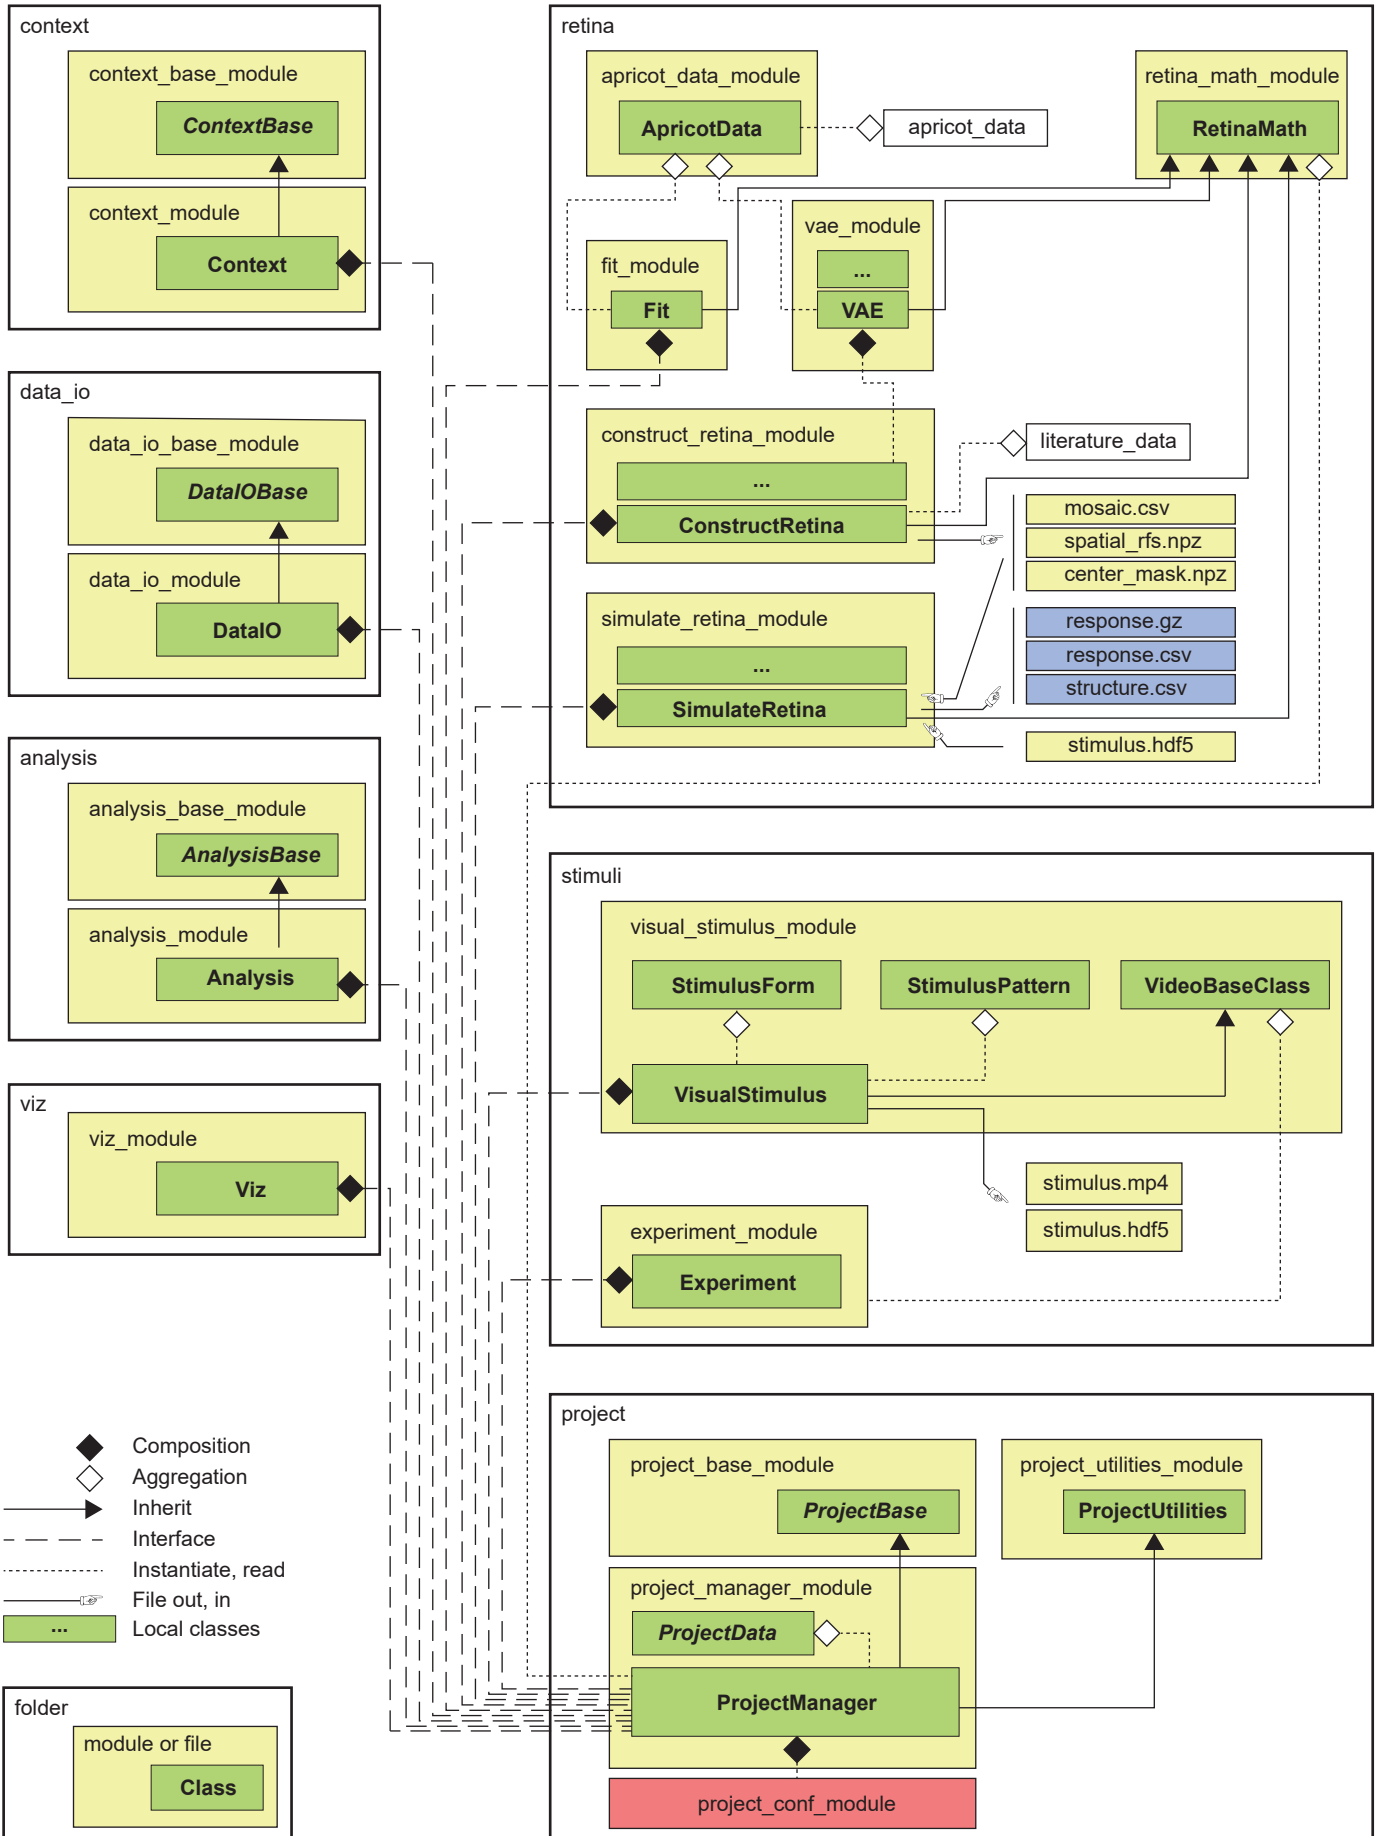 context
context_base_module
ContextBase
context_module
Context
data_io
data_io_base_module
DataIOBase
data_io_module
DataIO
analysis
analysis_base_module
AnalysisBase
analysis_module
Analysis
viz
viz_module
Viz
retina
apricot_data_module
ApricotData
apricot_data
retina_math_module
RetinaMath
fit_module
Fit
vae_module
...
VAE
construct_retina_module
...
ConstructRetina
literature_data
mosaic.csv
spatial_rfs.npz
center_mask.npz
simulate_retina_module
...
SimulateRetina
response.gz
response.csv
structure.csv
stimulus.hdf5
stimuli
visual_stimulus_module
StimulusForm
StimulusPattern
VideoBaseClass
VisualStimulus
stimulus.mp4
stimulus.hdf5
experiment_module
Experiment
project
project_base_module
ProjectBase
project_utilities_module
ProjectUtilities
project_manager_module
ProjectData
ProjectManager
project_conf_module
Composition
Aggregation
Inherit
Interface
Instantiate, read
File out, in
... Local classes
folder
module or file
Class